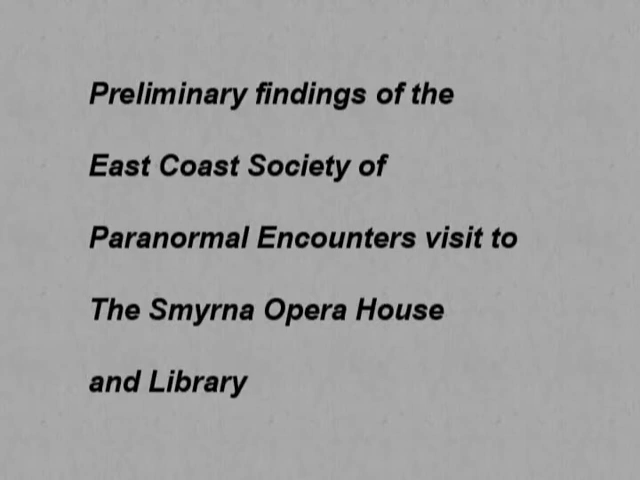 Preliminary findings of the
East Coast Society of
Paranormal Encounters visit to
The Smyrna Opera House
and Library